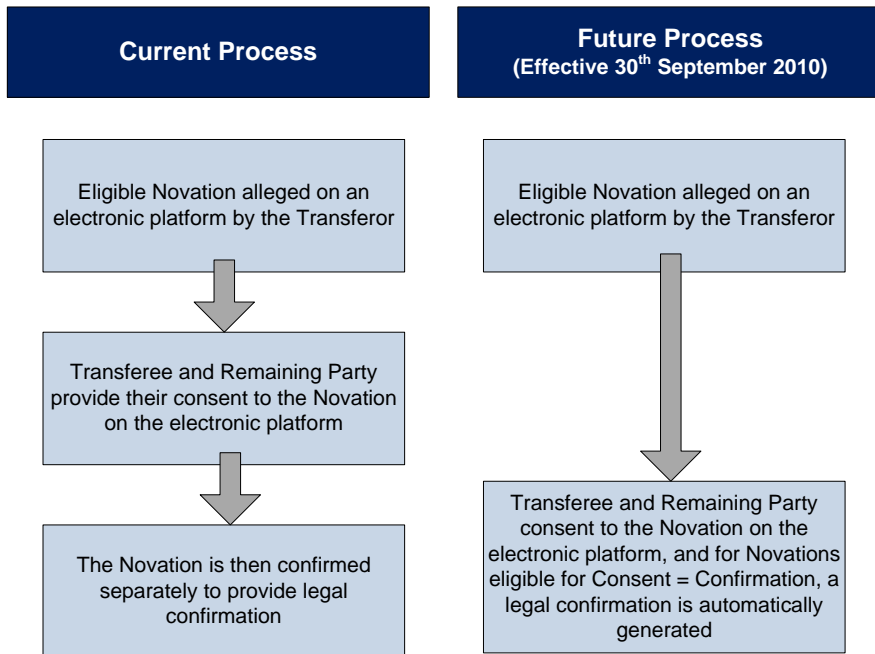 Current Process
Eligible Novation alleged on an
electronic platform by the Transferor
Transferee and Remaining Party
provide their consent to the Novation
on the electronic platform
The Novation is then confirmed
separately to provide legal
confirmation
Future Process
(Effective 30th September 2010)
Eligible Novation alleged on an
electronic platform by the Transferor
Transferee and Remaining Party
consent to the Novation on the
electronic platform, and for Novations
eligible for Consent = Confirmation, a
legal confirmation is automatically
generated